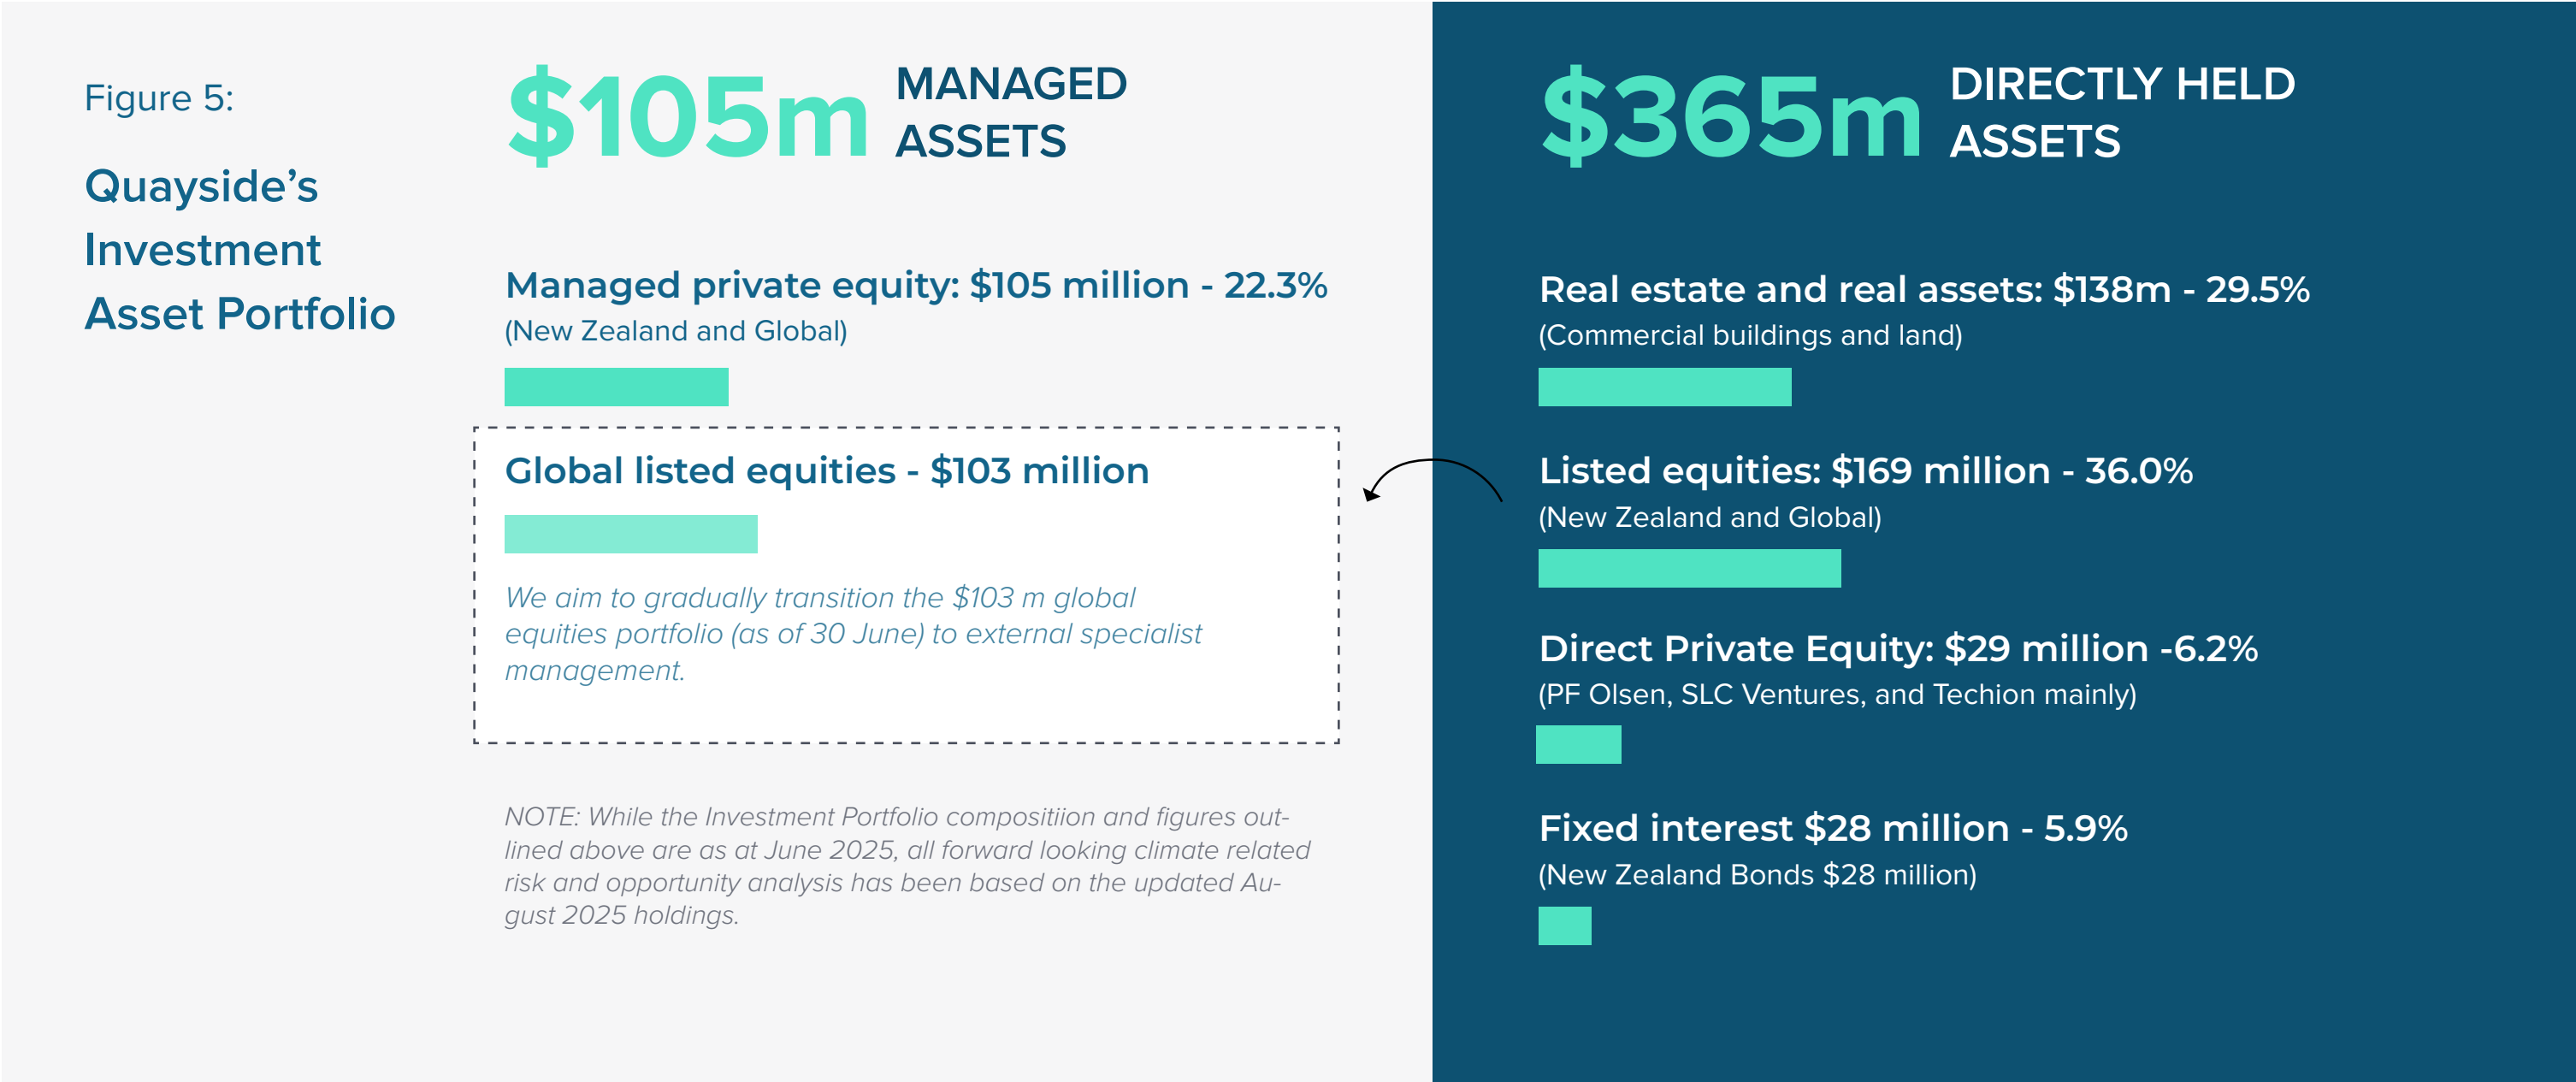 Figure 5:
Quayside’s
Investment
Asset Portfolio
$105m MANAGED
ASSETS
Managed private equity: $105 million - 22.3%
(New Zealand and Global)
Global listed equities - $103 million
We aim to gradually transition the $103 m global
equities portfolio (as of 30 June) to external specialist
management.
NOTE: While the Investment Portfolio compositiion and figures out-
lined above are as at June 2025, all forward looking climate related
risk and opportunity analysis has been based on the updated Au-
gust 2025 holdings.
$365m DIRECTLY HELD
ASSETS
Real estate and real assets: $138m - 29.5%
(Commercial buildings and land)
Listed equities: $169 million - 36.0%
(New Zealand and Global)
Direct Private Equity: $29 million -6.2%
(PF Olsen, SLC Ventures, and Techion mainly)
Fixed interest $28 million - 5.9%
(New Zealand Bonds $28 million)